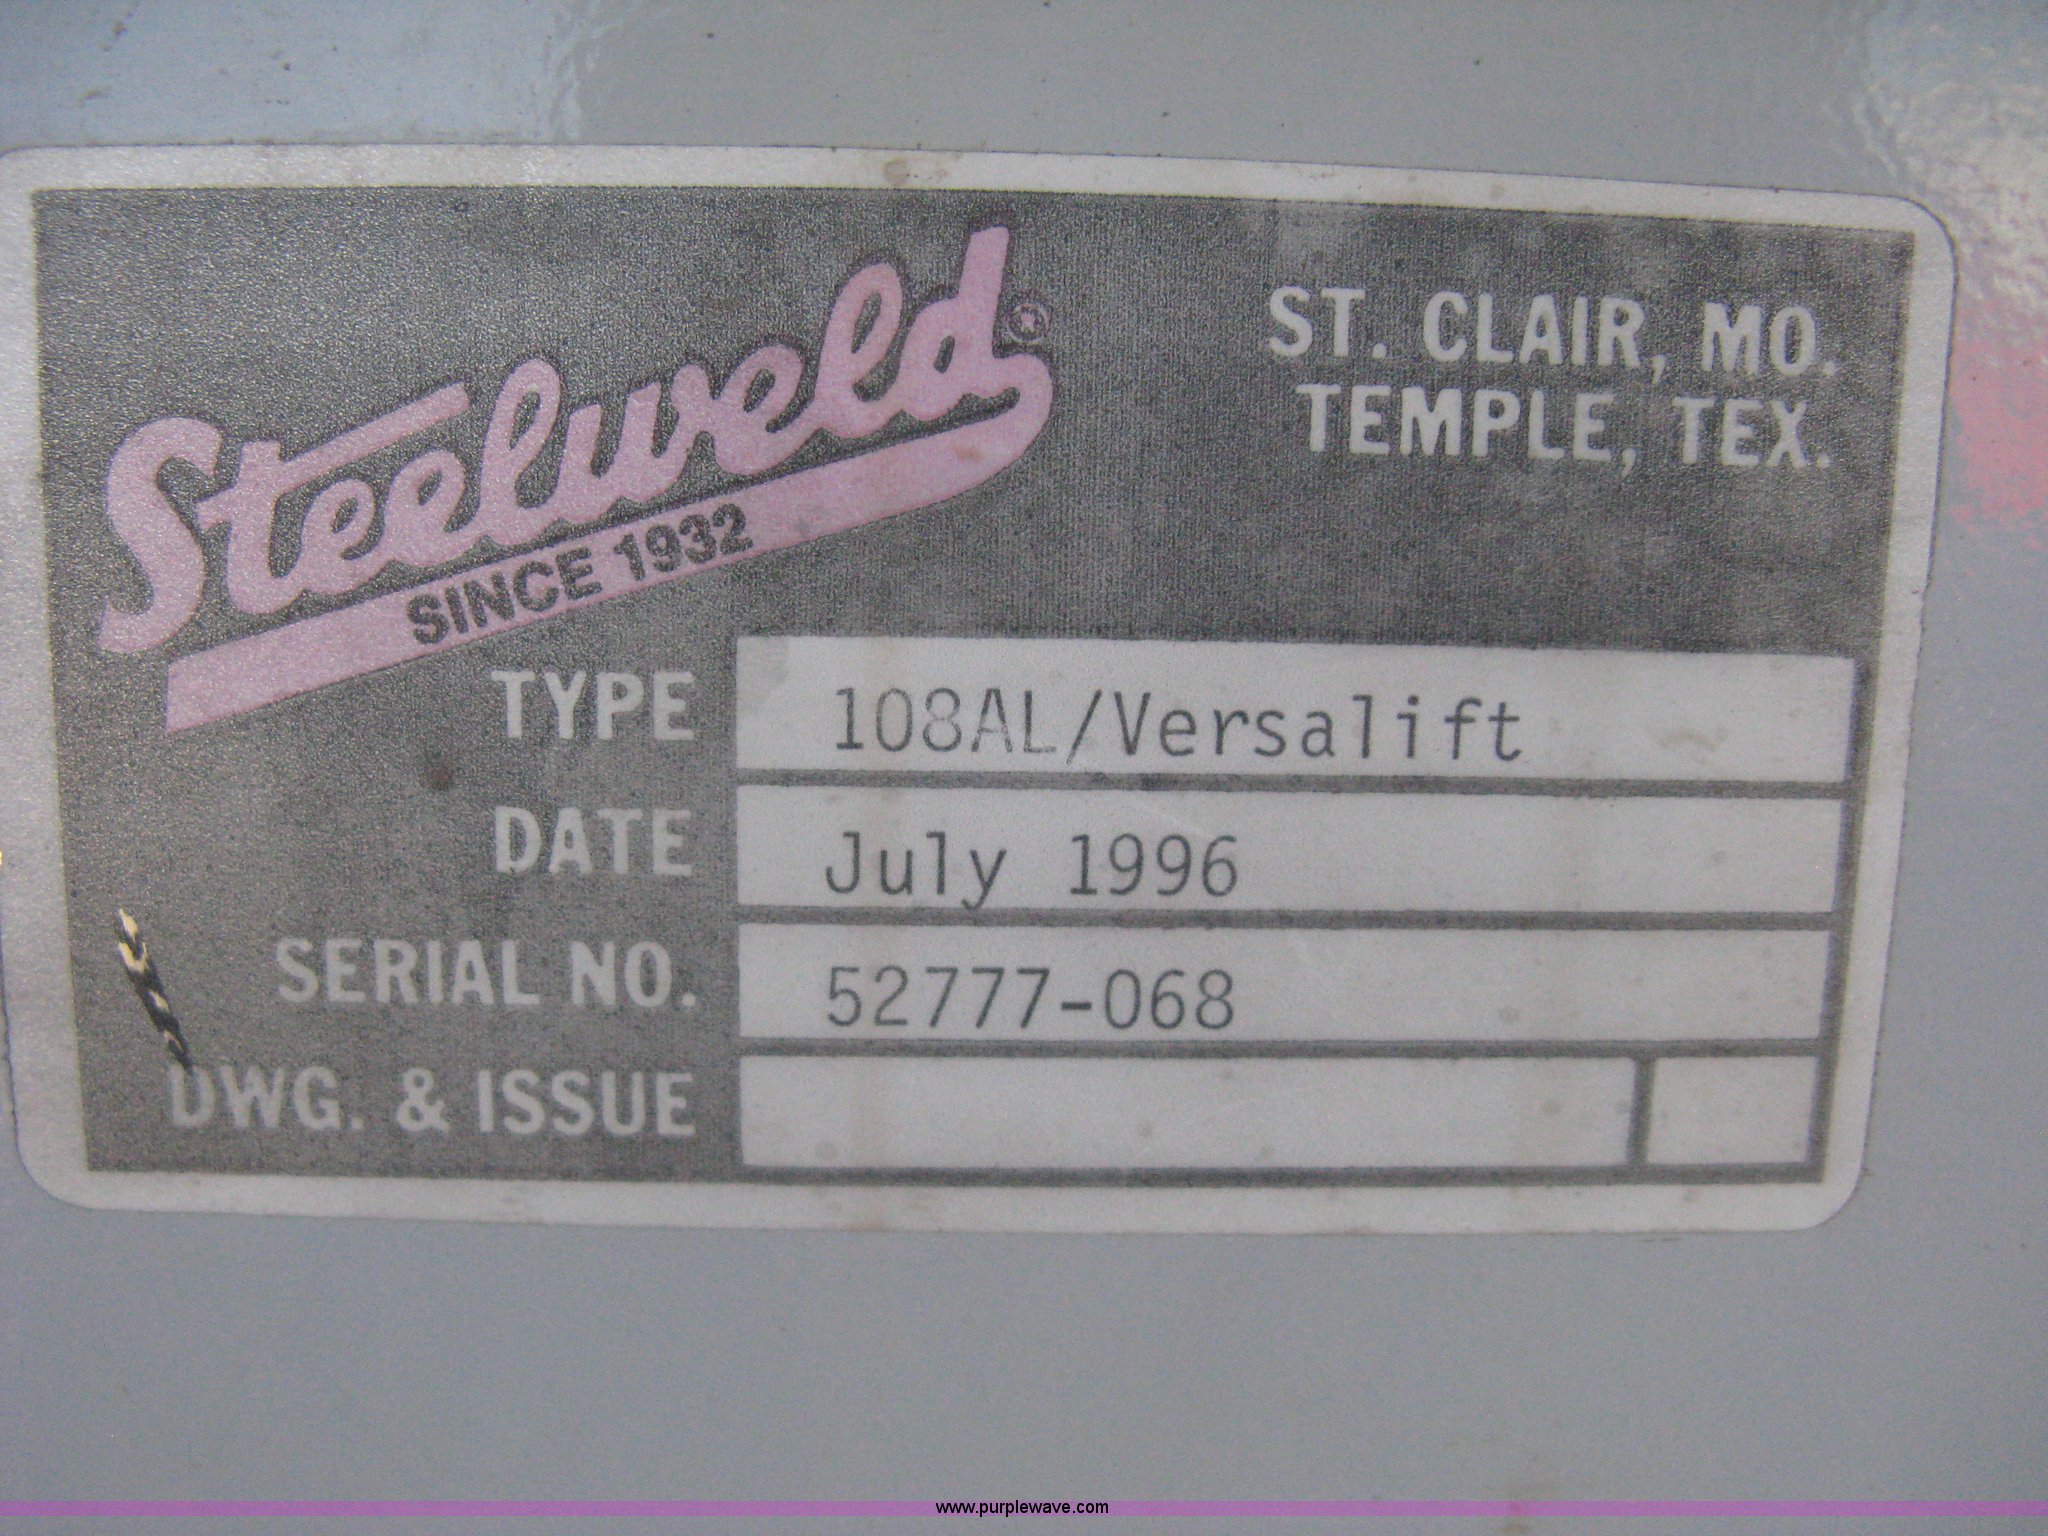 Steelweld®
SINCE 1932
ST. CLAIR, MO.
TEMPLE, TEX.
TYPE 108AL/Versalift
DATE July 1996
SERIAL NO. 52777-068
DWG. & ISSUE
www.purplewave.com